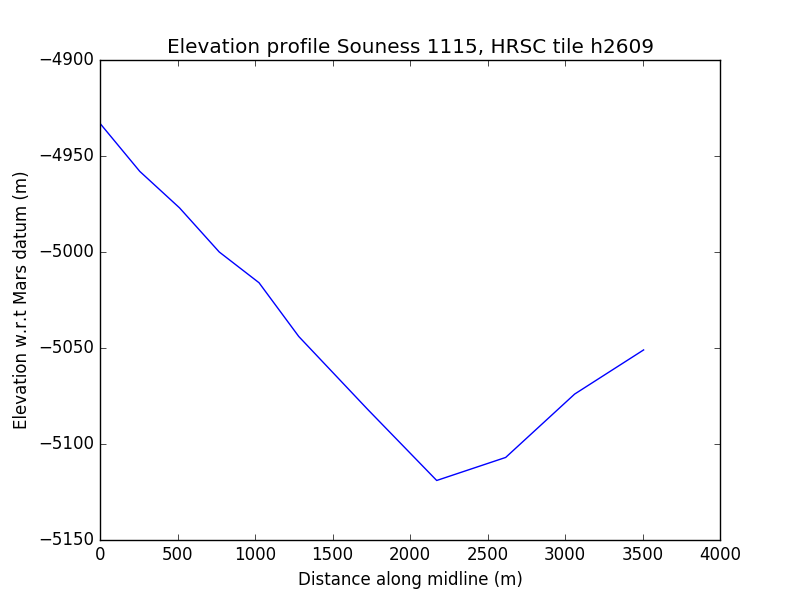 Elevation profile Souness 1115, HRSC tile h2609
−4900
−4950
−5000
−5050
−5100
−5150
Elevation w.r.t Mars datum (m)
0 500 1000 1500 2000 2500 3000 3500 4000
Distance along midline (m)